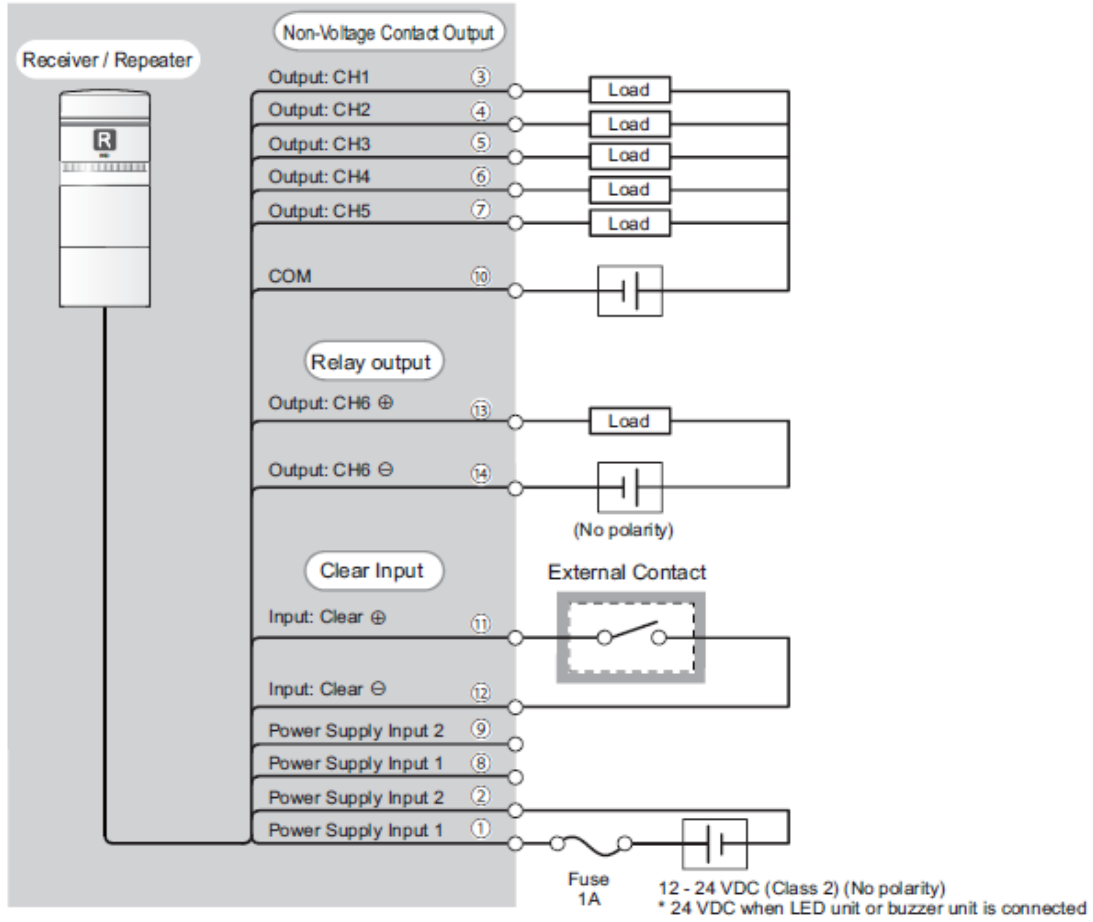 Non-Voltage Contact Output
Receiver / Repeater
R
Output: CH1 ③
Load
Output: CH2 ④
Load
Output: CH3 ⑤
Load
Output: CH4 ⑥
Load
Output: CH5 ⑦
Load
COM ⑩
Relay output
Output: CH6 ⊕ ⑬
Load
Output: CH6 ⊖ ⑭
(No polarity)
Clear Input
External Contact
Input: Clear ⊕ ⑪
Input: Clear ⊖ ⑫
Power Supply Input 2 ⑨
Power Supply Input 1 ⑧
Power Supply Input 2 ②
Power Supply Input 1 ①
Fuse
1A
12 - 24 VDC (Class 2) (No polarity)
* 24 VDC when LED unit or buzzer unit is connected